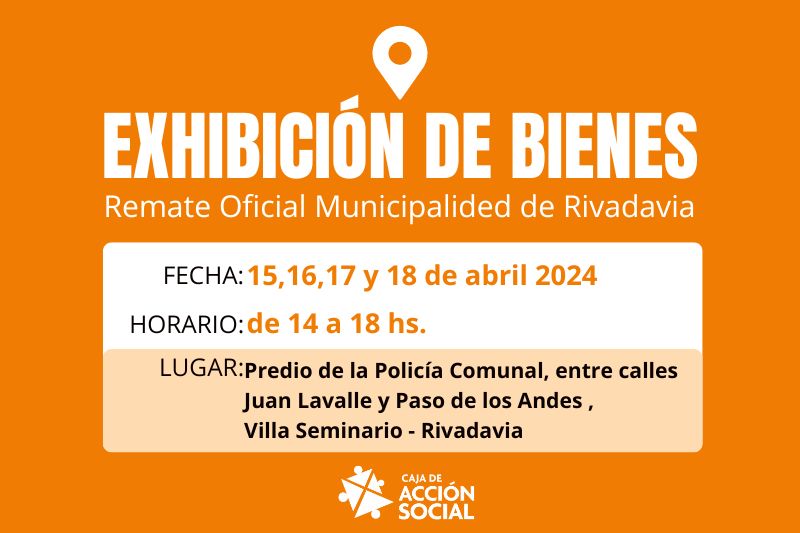 EXHIBICIÓN DE BIENES
Remate Oficial Municipalided de Rivadavia
FECHA: 15,16,17 y 18 de abril 2024
HORARIO: de 14 a 18 hs.
LUGAR: Predio de la Policía Comunal, entre calles
Juan Lavalle y Paso de los Andes ,
Villa Seminario - Rivadavia
CAJA DE
ACCIÓN
SOCIAL